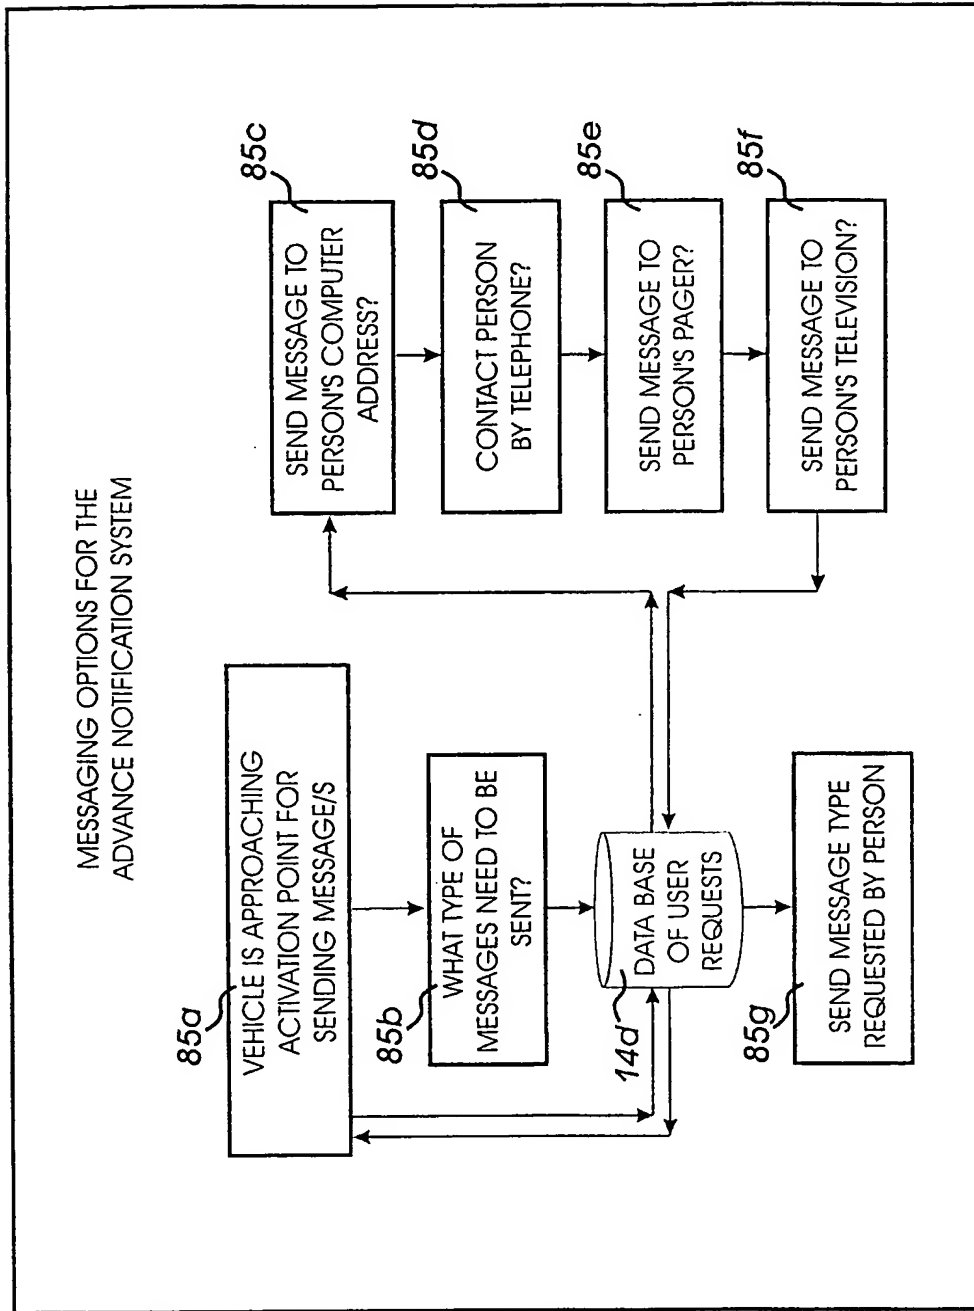 MESSAGING OPTIONS FOR THE
ADVANCE NOTIFICATION SYSTEM
85a
VEHICLE IS APPROACHING
ACTIVATION POINT FOR
SENDING MESSAGE/S
85b
WHAT TYPE OF
MESSAGES NEED TO BE
SENT?
14d
DATA BASE
OF USER
REQUESTS
85g
SEND MESSAGE TYPE
REQUESTED BY PERSON
85c
SEND MESSAGE TO
PERSON'S COMPUTER
ADDRESS?
85d
CONTACT PERSON
BY TELEPHONE?
85e
SEND MESSAGE TO
PERSON'S PAGER?
85f
SEND MESSAGE TO
PERSON'S TELEVISION?